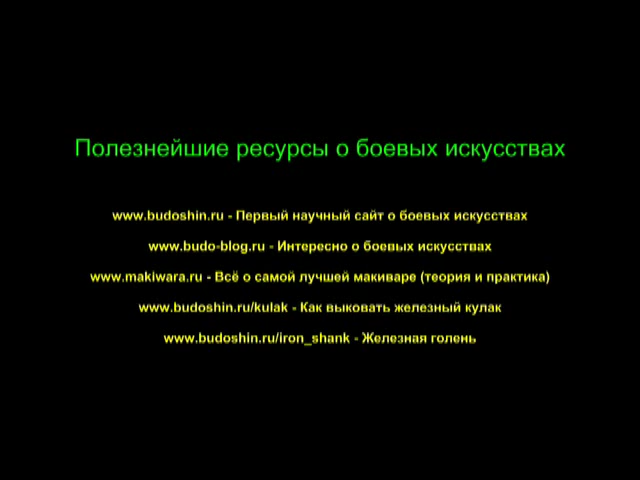 Полезнейшие ресурсы о боевых искусствах
www.budoshin.ru - Первый научный сайт о боевых искусствах
www.budo-blog.ru - Интересно о боевых искусствах
www.makiwara.ru - Всё о самой лучшей макиваре (теория и практика)
www.budoshin.ru/kulak - Как выковать железный кулак
www.budoshin.ru/iron_shank - Железная голень